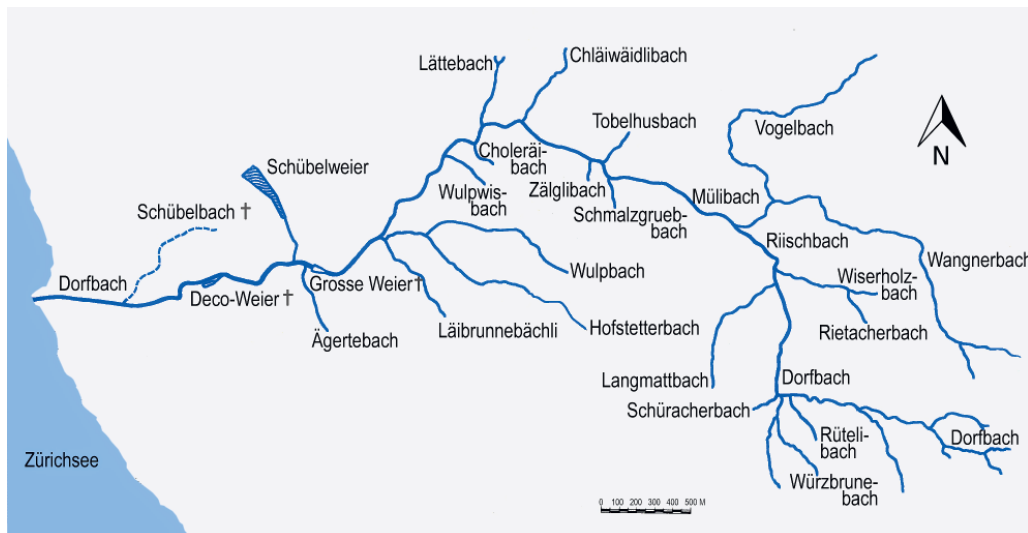 Lättebach
Chläiwäidlibach
Vogelbach
Tobelhusbach
N
Choleräi-
bach
Schübelweier
Zälglibach
Wulpwis-
bach
Mülibach
Schübelbach †
Schmalzgrueb-
bach
Riischbach
Wangnerbach
Wulpbach
Wiserholz-
bach
Dorfbach
Grosse Weier†
Deco-Weier †
Hofstetterbach
Läibrunnebächli
Rietacherbach
Ägertebach
Langmattbach
Dorfbach
Schüracherbach
Rüteli-
bach
Dorfbach
Zürichsee
Würzbrune-
bach
0 100 200 300 400 500 M